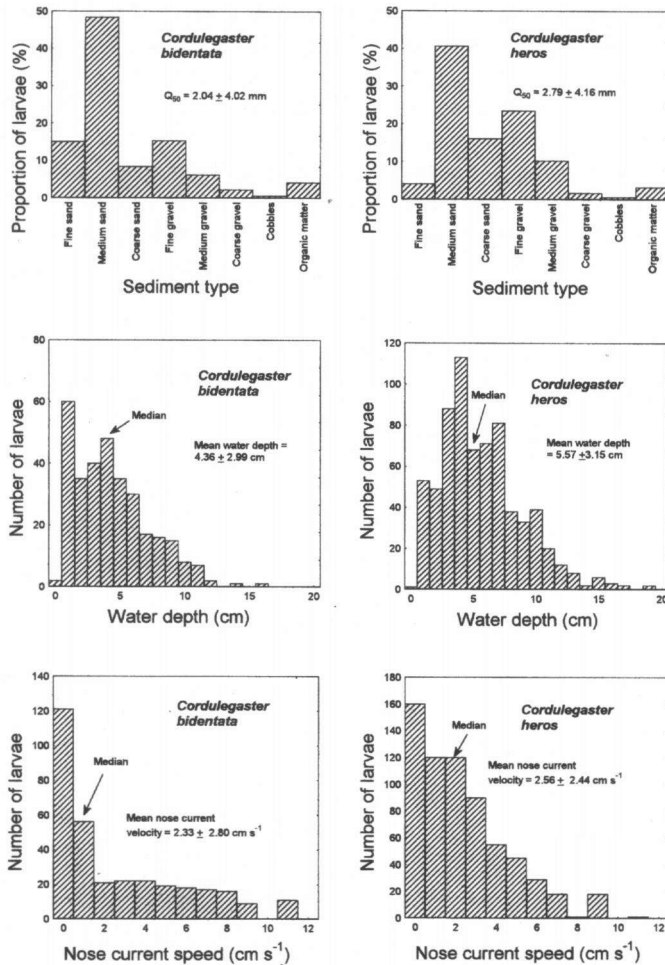 50
40
30
20
10
0
Proportion of larvae (%)
Cordulegaster
bidentata
Q50 = 2.04 ± 4.02 mm
Fine sand
Medium sand
Coarse sand
Fine gravel
Medium gravel
Coarse gravel
Cobbles
Organic matter
Sediment type
50
40
30
20
10
0
Proportion of larvae (%)
Cordulegaster
heros
Q50 = 2.79 ± 4.16 mm
Fine sand
Medium sand
Coarse sand
Fine gravel
Medium gravel
Coarse gravel
Cobbles
Organic matter
Sediment type
80
60
40
20
0
Number of larvae
Cordulegaster
bidentata
Median
Mean water depth =
4.36 ± 2.99 cm
0 5 10 15 20
Water depth (cm)
120
100
80
60
40
20
0
Number of larvae
Cordulegaster
heros
Median
Mean water depth
= 5.57 ±3.15 cm
0 5 10 15 20
Water depth (cm)
140
120
100
80
60
40
20
0
Number of larvae
Cordulegaster
bidentata
Median
Mean nose current
velocity = 2.33 ± 2.80 cm s-1
0 2 4 6 8 10 12
Nose current speed (cm s-1)
180
160
140
120
100
80
60
40
20
0
Number of larvae
Cordulegaster
heros
Median
Mean nose current
velocity = 2.56 ± 2.44 cm s-1
0 2 4 6 8 10 12
Nose current speed (cm s-1)